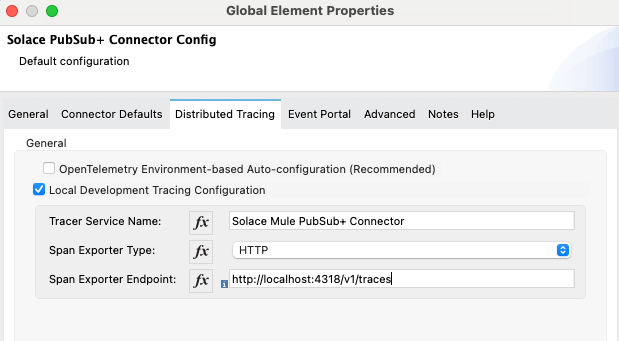 Global Element Properties
Solace PubSub+ Connector Config
Default configuration
General Connector Defaults Distributed Tracing Event Portal Advanced Notes Help
General
OpenTelemetry Environment-based Auto-configuration (Recommended)
Local Development Tracing Configuration
Tracer Service Name: fx Solace Mule PubSub+ Connector
Span Exporter Type: fx HTTP
Span Exporter Endpoint: fx http://localhost:4318/v1/traces